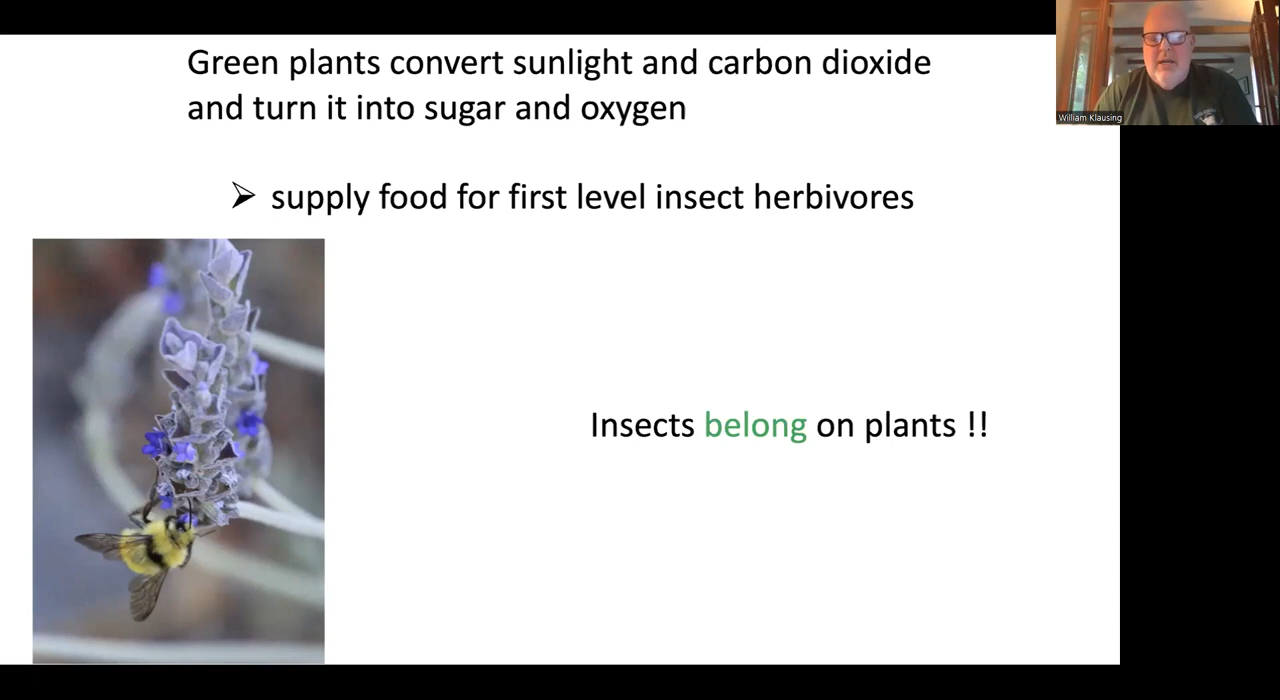 Green plants convert sunlight and carbon dioxide
and turn it into sugar and oxygen
➢ supply food for first level insect herbivores
Insects belong on plants !!
William Klausing